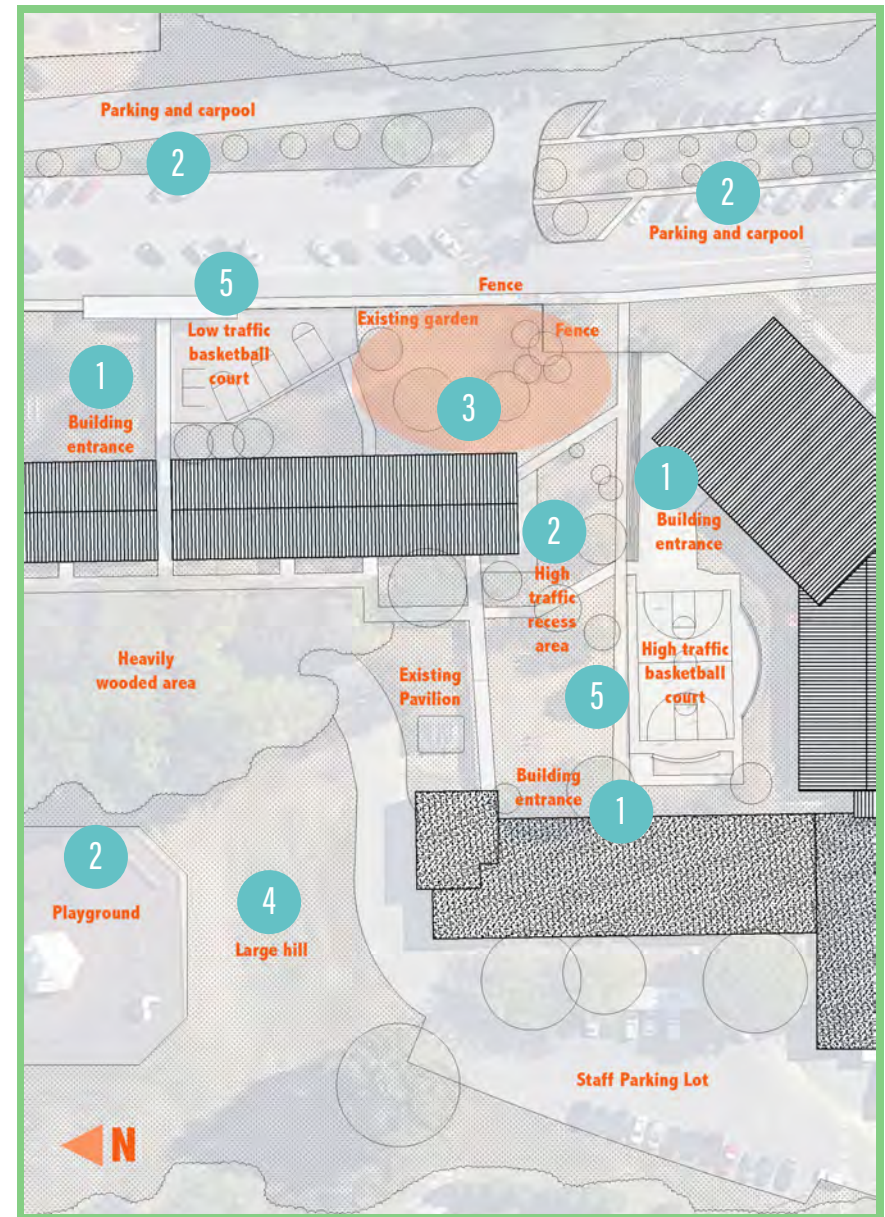 Parking and carpool
2
2
Parking and carpool
5
Fence
Existing garden
Fence
Low traffic
basketball
court
1
Building
entrance
3
1
Building
entrance
2
High
traffic
recess
area
Heavily
wooded area
High traffic
basketball
court
Existing
Pavilion
5
Building
entrance
1
2
Playground
4
Large hill
Staff Parking Lot
N